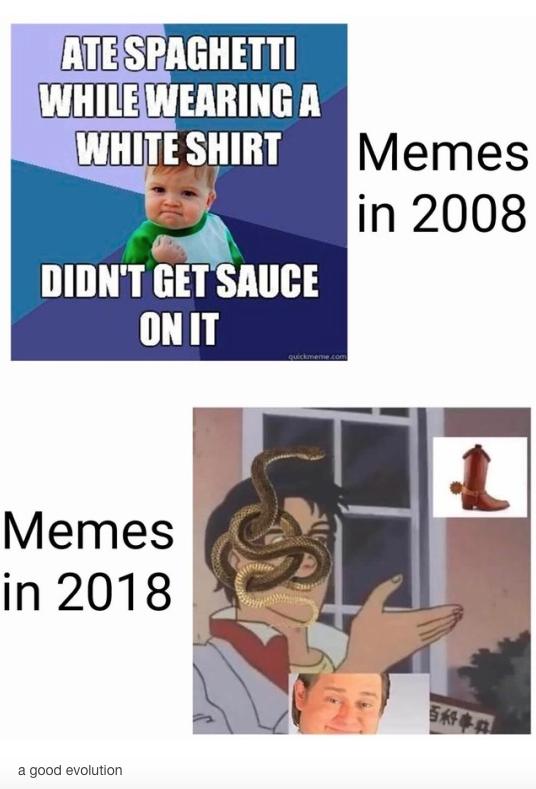 ATE SPAGHETTI
WHILE WEARING A
WHITE SHIRT
DIDN'T GET SAUCE
ON IT
quickmeme.com
Memes
in 2008
Memes
in 2018
a good evolution